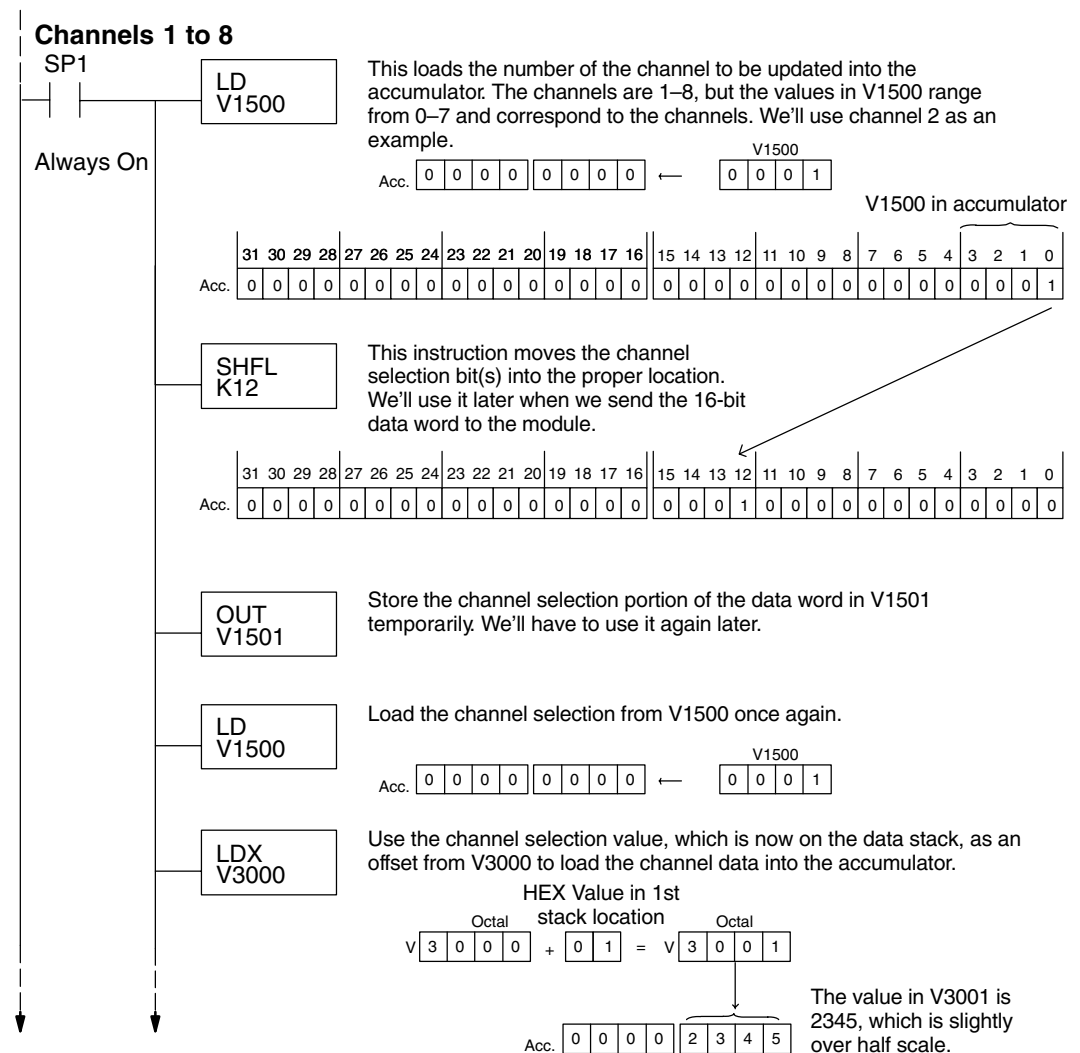 Channels 1 to 8
SP1
Always On
LD
V1500
This loads the number of the channel to be updated into the
accumulator. The channels are 1–8, but the values in V1500 range
from 0–7 and correspond to the channels. We'll use channel 2 as an
example.
V1500
Acc. 0 0 0 0 0 0 0 0 ← 0 0 0 1
V1500 in accumulator
31 30 29 28 27 26 25 24 23 22 21 20 19 18 17 16 15 14 13 12 11 10 9 8 7 6 5 4 3 2 1 0
Acc. 0 0 0 0 0 0 0 0 0 0 0 0 0 0 0 0 0 0 0 0 0 0 0 0 0 0 0 0 0 0 0 1
SHFL
K12
This instruction moves the channel
selection bit(s) into the proper location.
We'll use it later when we send the 16-bit
data word to the module.
31 30 29 28 27 26 25 24 23 22 21 20 19 18 17 16 15 14 13 12 11 10 9 8 7 6 5 4 3 2 1 0
Acc. 0 0 0 0 0 0 0 0 0 0 0 0 0 0 0 0 0 0 0 1 0 0 0 0 0 0 0 0 0 0 0 0
OUT
V1501
Store the channel selection portion of the data word in V1501
temporarily. We'll have to use it again later.
LD
V1500
Load the channel selection from V1500 once again.
V1500
Acc. 0 0 0 0 0 0 0 0 ← 0 0 0 1
LDX
V3000
Use the channel selection value, which is now on the data stack, as an
offset from V3000 to load the channel data into the accumulator.
HEX Value in 1st
stack location
Octal Octal
V 3 0 0 0 + 0 1 = V 3 0 0 1
The value in V3001 is
2345, which is slightly
over half scale.
Acc. 0 0 0 0 2 3 4 5